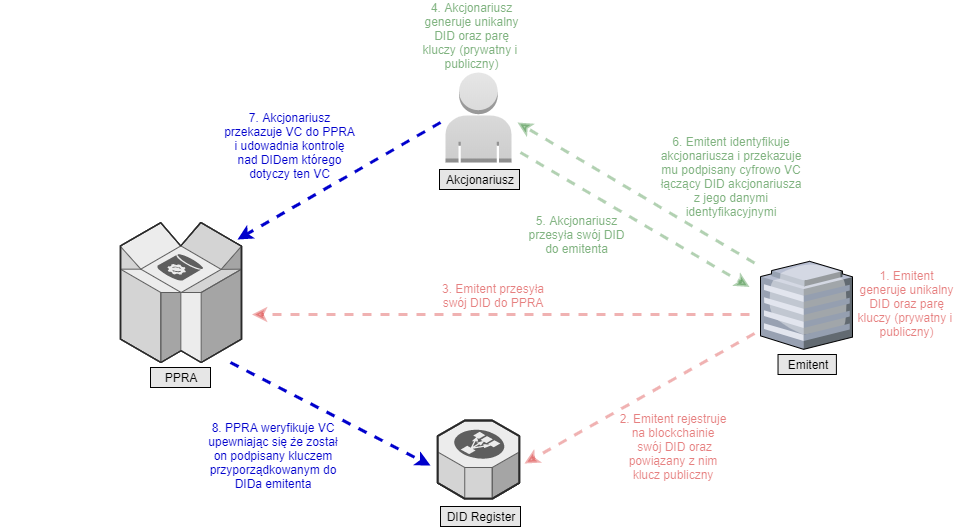 4. Akcjonariusz
generuje unikalny
DID oraz parę
kluczy (prywatny i
publiczny)
7. Akcjonariusz
przekazuje VC do PPRA
i udowadnia kontrolę
nad DIDem którego
dotyczy ten VC
Akcjonariusz
6. Emitent identyfikuje
akcjonariusza i przekazuje
mu podpisany cyfrowo VC
łączący DID akcjonariusza
z jego danymi
identyfikacyjnymi
5. Akcjonariusz
przesyła swój DID
do emitenta
3. Emitent przesyła
swój DID do PPRA
1. Emitent
generuje unikalny
DID oraz parę
kluczy (prywatny i
publiczny)
PPRA
Emitent
8. PPRA weryfikuje VC
upewniając się że został
on podpisany kluczem
przyporządkowanym do
DIDa emitenta
2. Emitent rejestruje
na blockchainie
swój DID oraz
powiązany z nim
klucz publiczny
DID Register